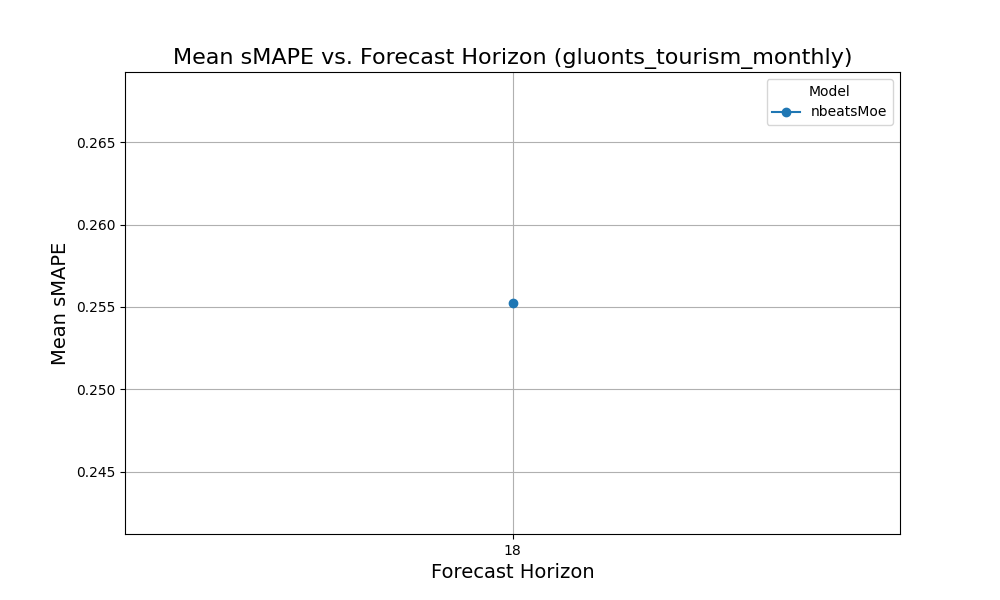 Mean sMAPE vs. Forecast Horizon (gluonts_tourism_monthly)
Model
nbeatsMoe
0.265
0.260
0.255
0.250
0.245
Mean sMAPE
18
Forecast Horizon